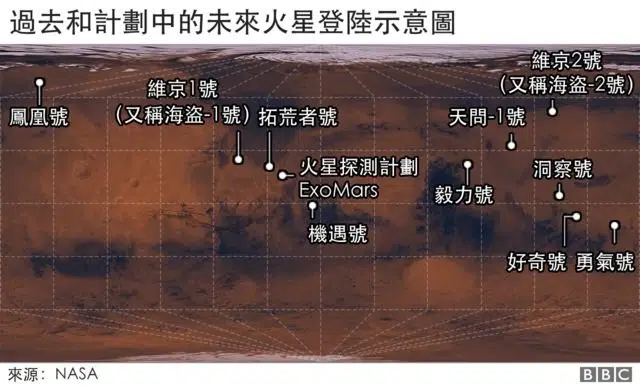 過去和計劃中的未來火星登陸示意圖
鳳凰號
維京1號
（又稱海盜-1號）
拓荒者號
火星探測計劃
ExoMars
機遇號
天問-1號
維京2號
（又稱海盜-2號）
毅力號
洞察號
好奇號
勇氣號
來源：NASA
BBC